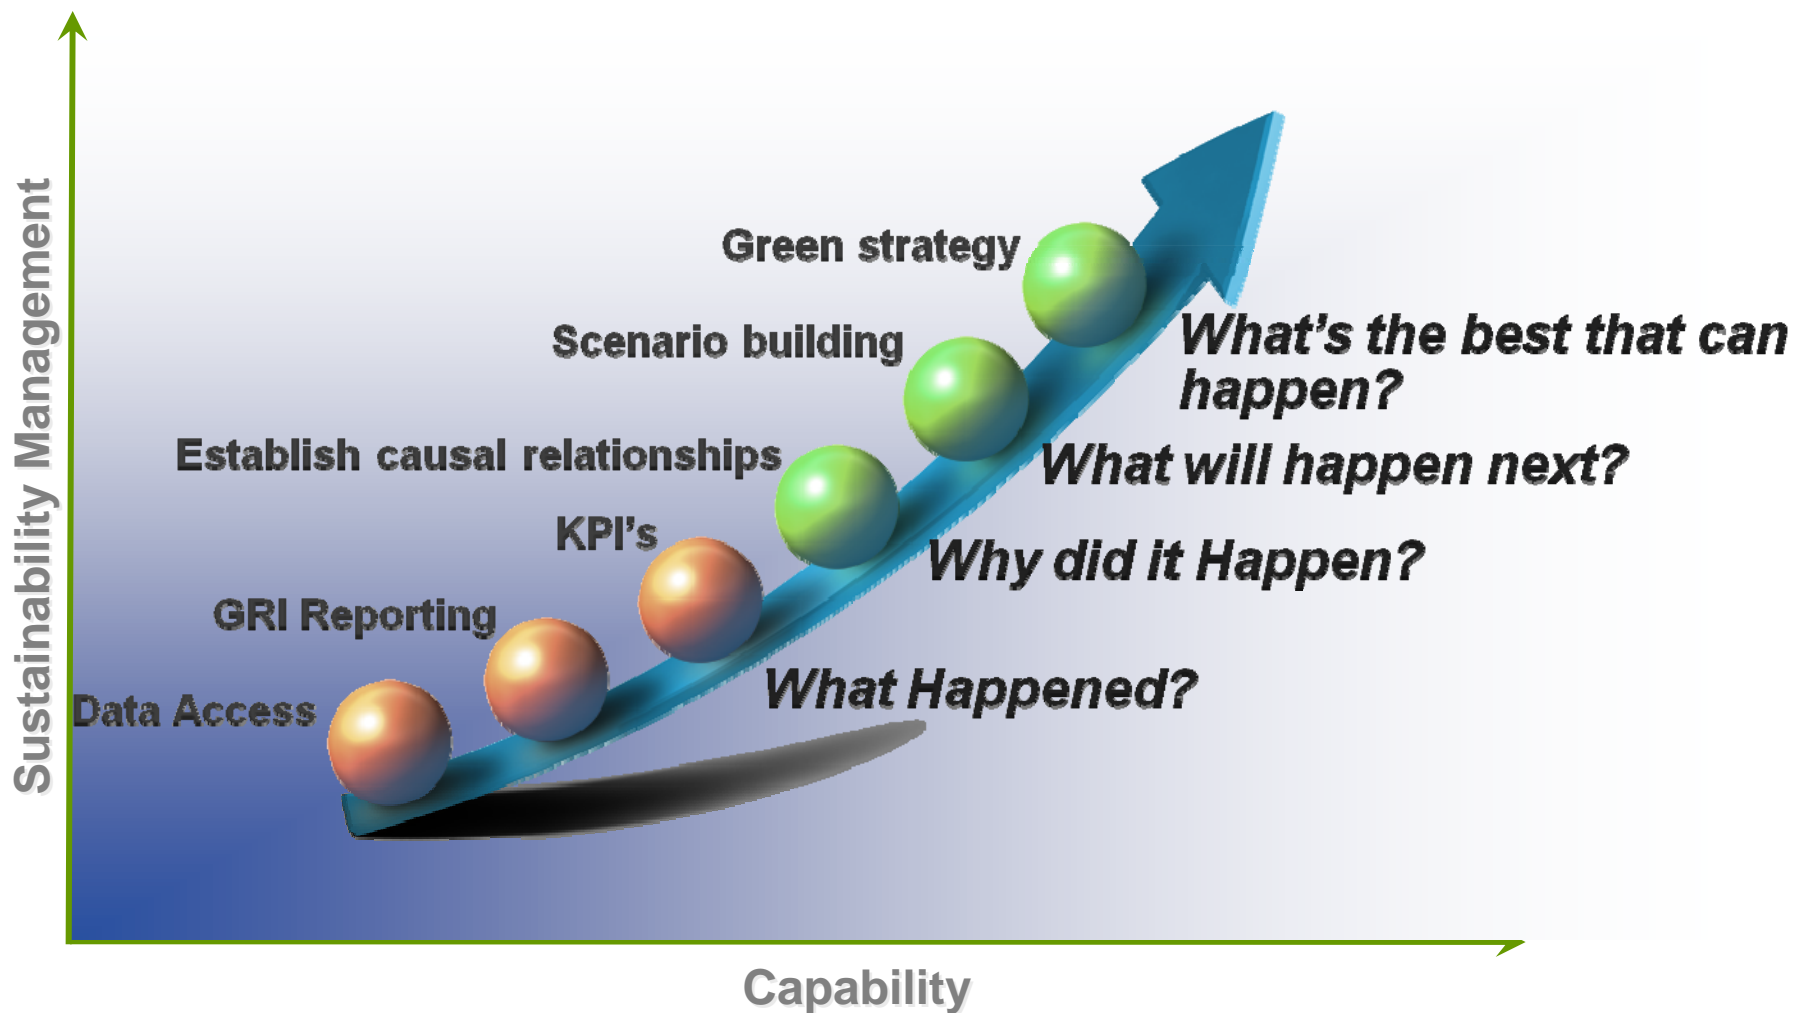 Sustainability Management
Green strategy
What's the best that can
happen?
Scenario building
What will happen next?
Establish causal relationships
Why did it Happen?
KPI's
GRI Reporting
What Happened?
Data Access
Capability